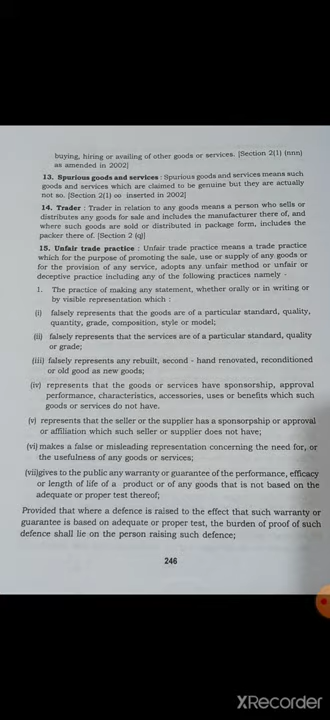 buying, hiring or availing of other goods or services. [Section 2(1) (nnn)
as amended in 2002]
13. Spurious goods and services : Spurious goods and services means such
goods and services which are claimed to be genuine but they are actually
not so. [Section 2(1) oo inserted in 2002]
14. Trader : Trader in relation to any goods means a person who sells or
distributes any goods for sale and includes the manufacturer there of, and
where such goods are sold or distributed in package form, includes the
packer there of. [Section 2 (q)]
15. Unfair trade practice : Unfair trade practice means a trade practice
which for the purpose of promoting the sale, use or supply of any goods or
for the provision of any service, adopts any unfair method or unfair or
deceptive practice including any of the following practices namely -
1. The practice of making any statement, whether orally or in writing or
by visible representation which :
(i) falsely represents that the goods are of a particular standard, quality,
quantity, grade, composition, style or model;
(ii) falsely represents that the services are of a particular standard, quality
or grade;
(iii) falsely represents any rebuilt, second - hand renovated, reconditioned
or old good as new goods;
(iv) represents that the goods or services have sponsorship, approval
performance, characteristics, accessories, uses or benefits which such
goods or services do not have.
(v) represents that the seller or the supplier has a sponsorpship or approval
or affiliation which such seller or supplier does not have;
(vi) makes a false or misleading representation concerning the need for, or
the usefulness of any goods or services;
(vii)gives to the public any warranty or guarantee of the performance, efficacy
or length of life of a product or of any goods that is not based on the
adequate or proper test thereof;
Provided that where a defence is raised to the effect that such warranty or
guarantee is based on adequate or proper test, the burden of proof of such
defence shall lie on the person raising such defence;
246
XRecorder